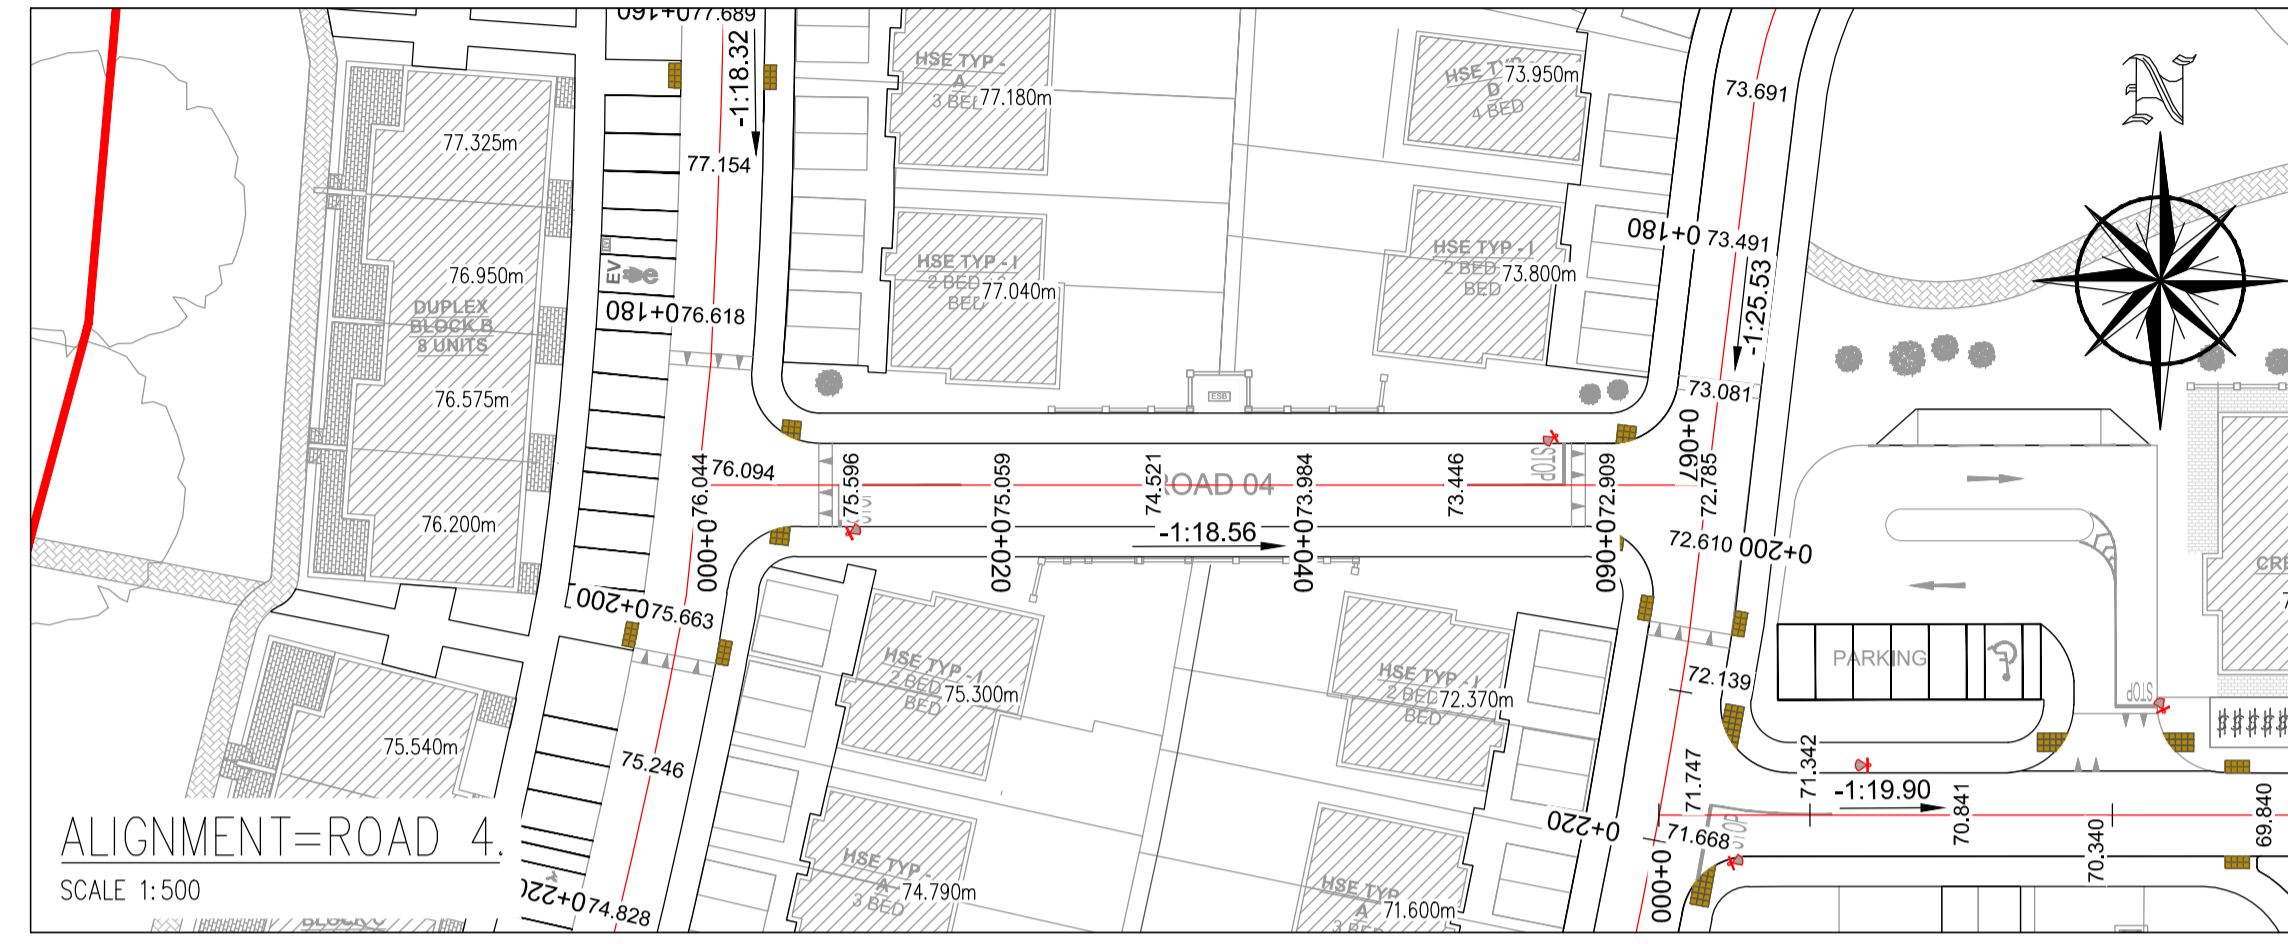 0+160
77.689
-1:18.32
77.154
77.325m
HSE TYP -
A
3 BED
77.180m
73.950m
D
4 BED
73.691
N
0+180
73.491
-1:25.53
HSE TYP - I
2 BED
BED
77.040m
HSE TYP - I
2 BED
BED
73.800m
76.950m
EV
DUPLEX
BLOCK B
8 UNITS
0+180
76.618
76.575m
ESB
73.081
0+067
76.200m
76.044
76.094
0+000
75.596
STOP
75.059
0+020
74.521
ROAD 04
73.984
0+040
73.446
STOP
72.909
0+060
72.785
-1:18.56
72.610
0+200
0+200
75.663
HSE TYP - I
2 BED
BED
75.300m
HSE TYP - I
2 BED
BED
72.370m
72.139
PARKING
STOP
CRE
75.540m
75.246
71.747
71.342
-1:19.90
70.841
70.340
69.840
71.668
STOP
0+220
0+000
ALIGNMENT=ROAD 4.
SCALE 1:500
HSE TYP -
A
3 BED
74.790m
HSE TYP
A
3 BED
71.600m
0+220
74.828